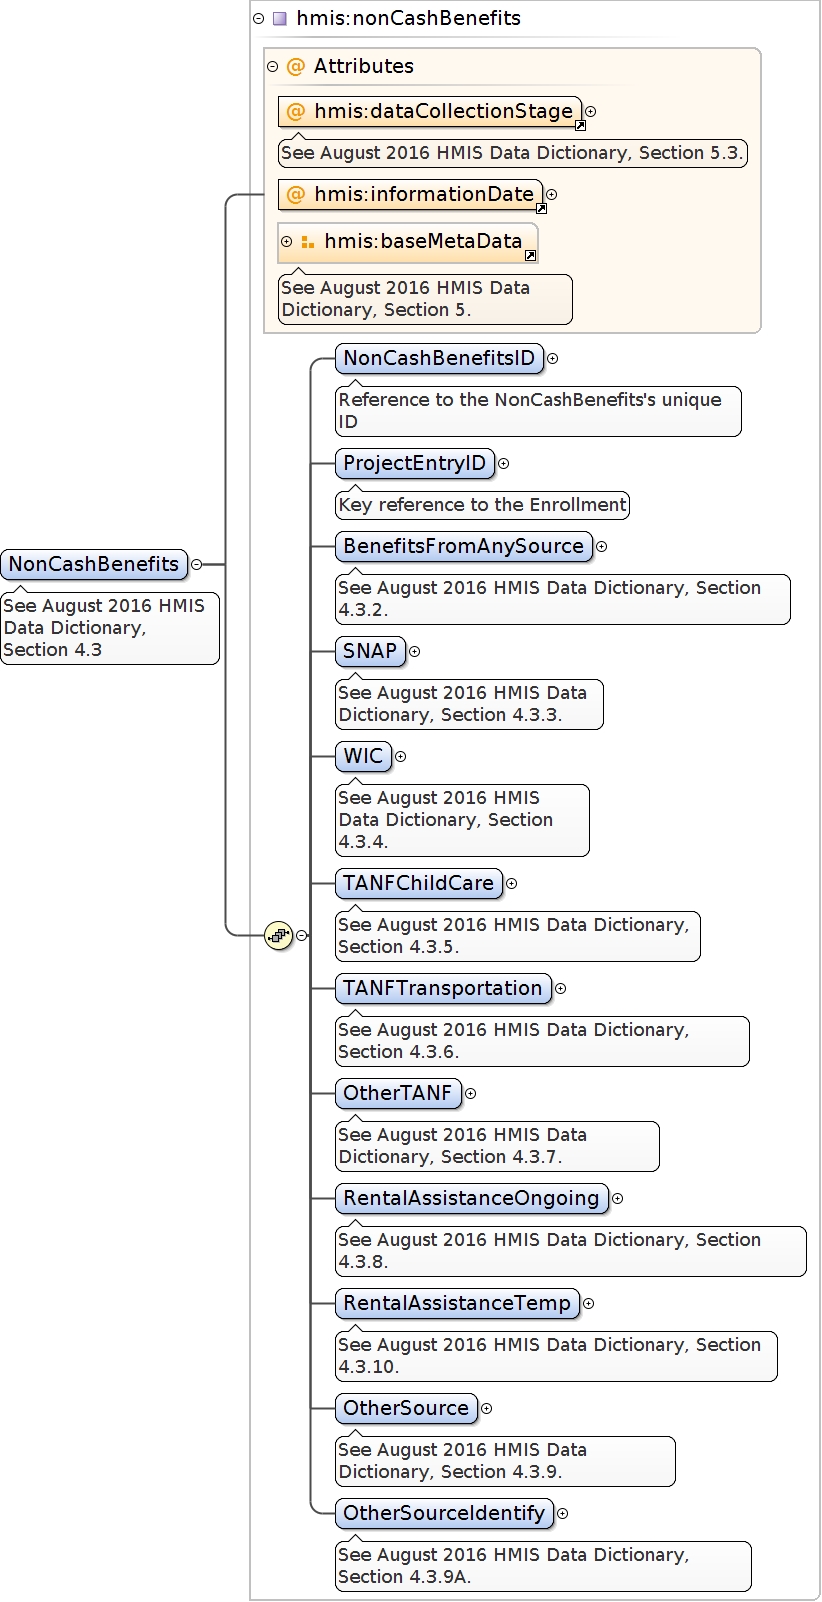 hmis:nonCashBenefits
@ Attributes
@ hmis:dataCollectionStage
See August 2016 HMIS Data Dictionary, Section 5.3.
@ hmis:informationDate
hmis:baseMetaData
See August 2016 HMIS Data
Dictionary, Section 5.
NonCashBenefits
See August 2016 HMIS
Data Dictionary,
Section 4.3
NonCashBenefitsID
Reference to the NonCashBenefits's unique
ID
ProjectEntryID
Key reference to the Enrollment
BenefitsFromAnySource
See August 2016 HMIS Data Dictionary, Section
4.3.2.
SNAP
See August 2016 HMIS Data
Dictionary, Section 4.3.3.
WIC
See August 2016 HMIS
Data Dictionary, Section
4.3.4.
TANFChildCare
See August 2016 HMIS Data Dictionary,
Section 4.3.5.
TANFTransportation
See August 2016 HMIS Data Dictionary,
Section 4.3.6.
OtherTANF
See August 2016 HMIS Data
Dictionary, Section 4.3.7.
RentalAssistanceOngoing
See August 2016 HMIS Data Dictionary, Section
4.3.8.
RentalAssistanceTemp
See August 2016 HMIS Data Dictionary, Section
4.3.10.
OtherSource
See August 2016 HMIS Data
Dictionary, Section 4.3.9.
OtherSourceIdentify
See August 2016 HMIS Data Dictionary,
Section 4.3.9A.